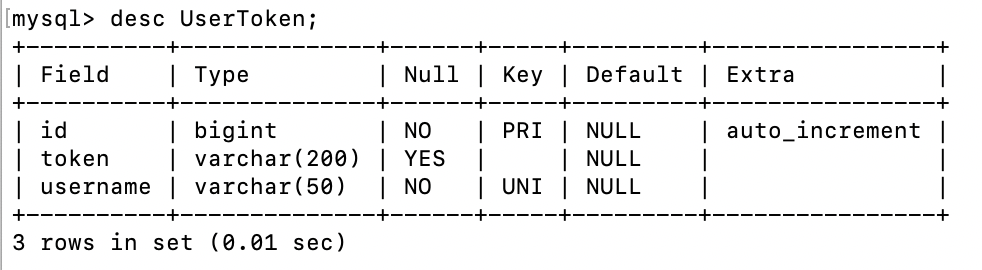 [mysql> desc UserToken;
+----------+--------------+------+-----+---------+----------------+
| Field    | Type         | Null | Key | Default | Extra          |
+----------+--------------+------+-----+---------+----------------+
| id       | bigint       | NO   | PRI | NULL    | auto_increment |
| token    | varchar(200) | YES  |     | NULL    |                |
| username | varchar(50)  | NO   | UNI | NULL    |                |
+----------+--------------+------+-----+---------+----------------+
3 rows in set (0.01 sec)